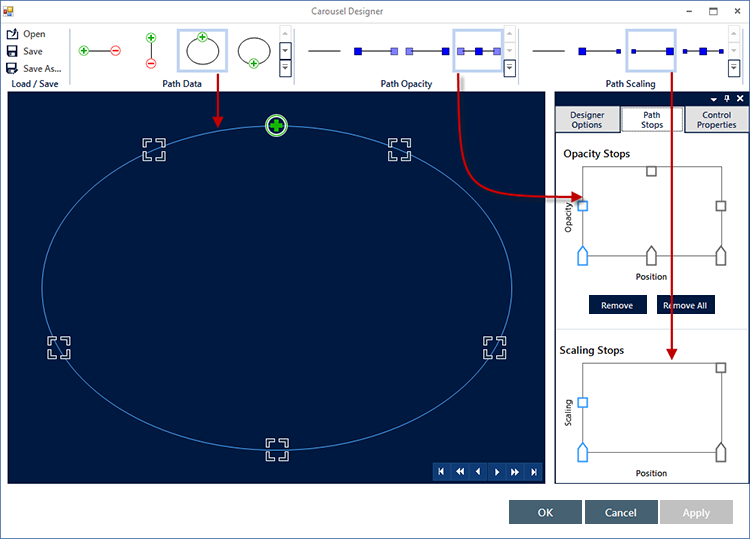 Carousel Designer
Open
Save
Save As...
Load / Save
Path Data
Path Opacity
Path Scaling
Designer
Options
Path
Stops
Control
Properties
Opacity Stops
Opacity
Position
Remove
Remove All
Scaling Stops
Scaling
Position
OK
Cancel
Apply